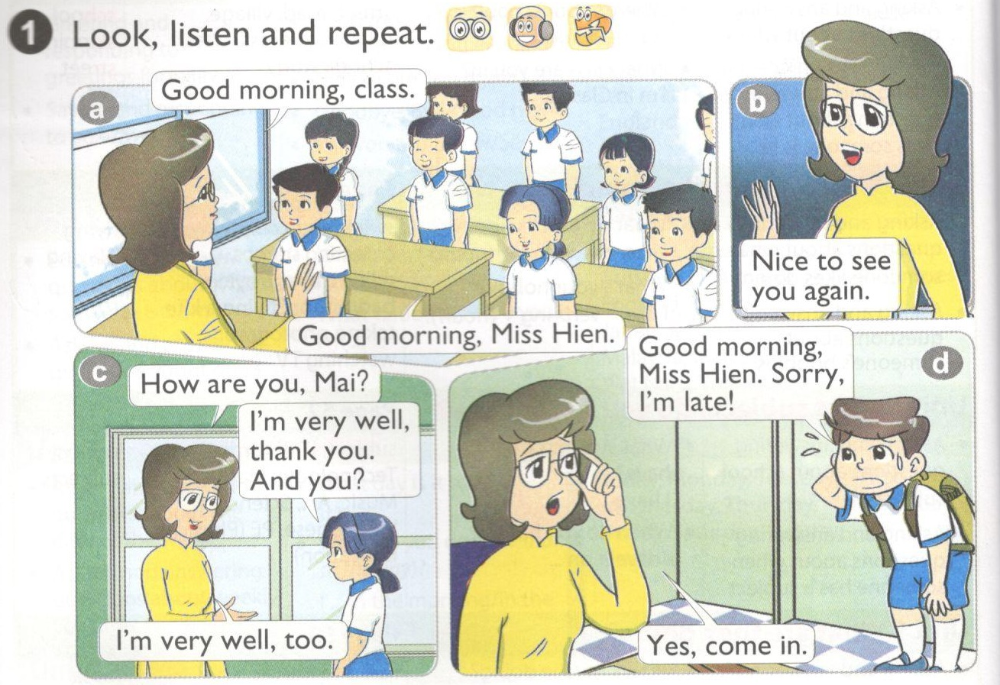 1 Look, listen and repeat.
a
Good morning, class.
Good morning, Miss Hien.
b
Nice to see
you again.
c
How are you, Mai?
I'm very well,
thank you.
And you?
I'm very well, too.
d
Good morning,
Miss Hien. Sorry,
I'm late!
Yes, come in.